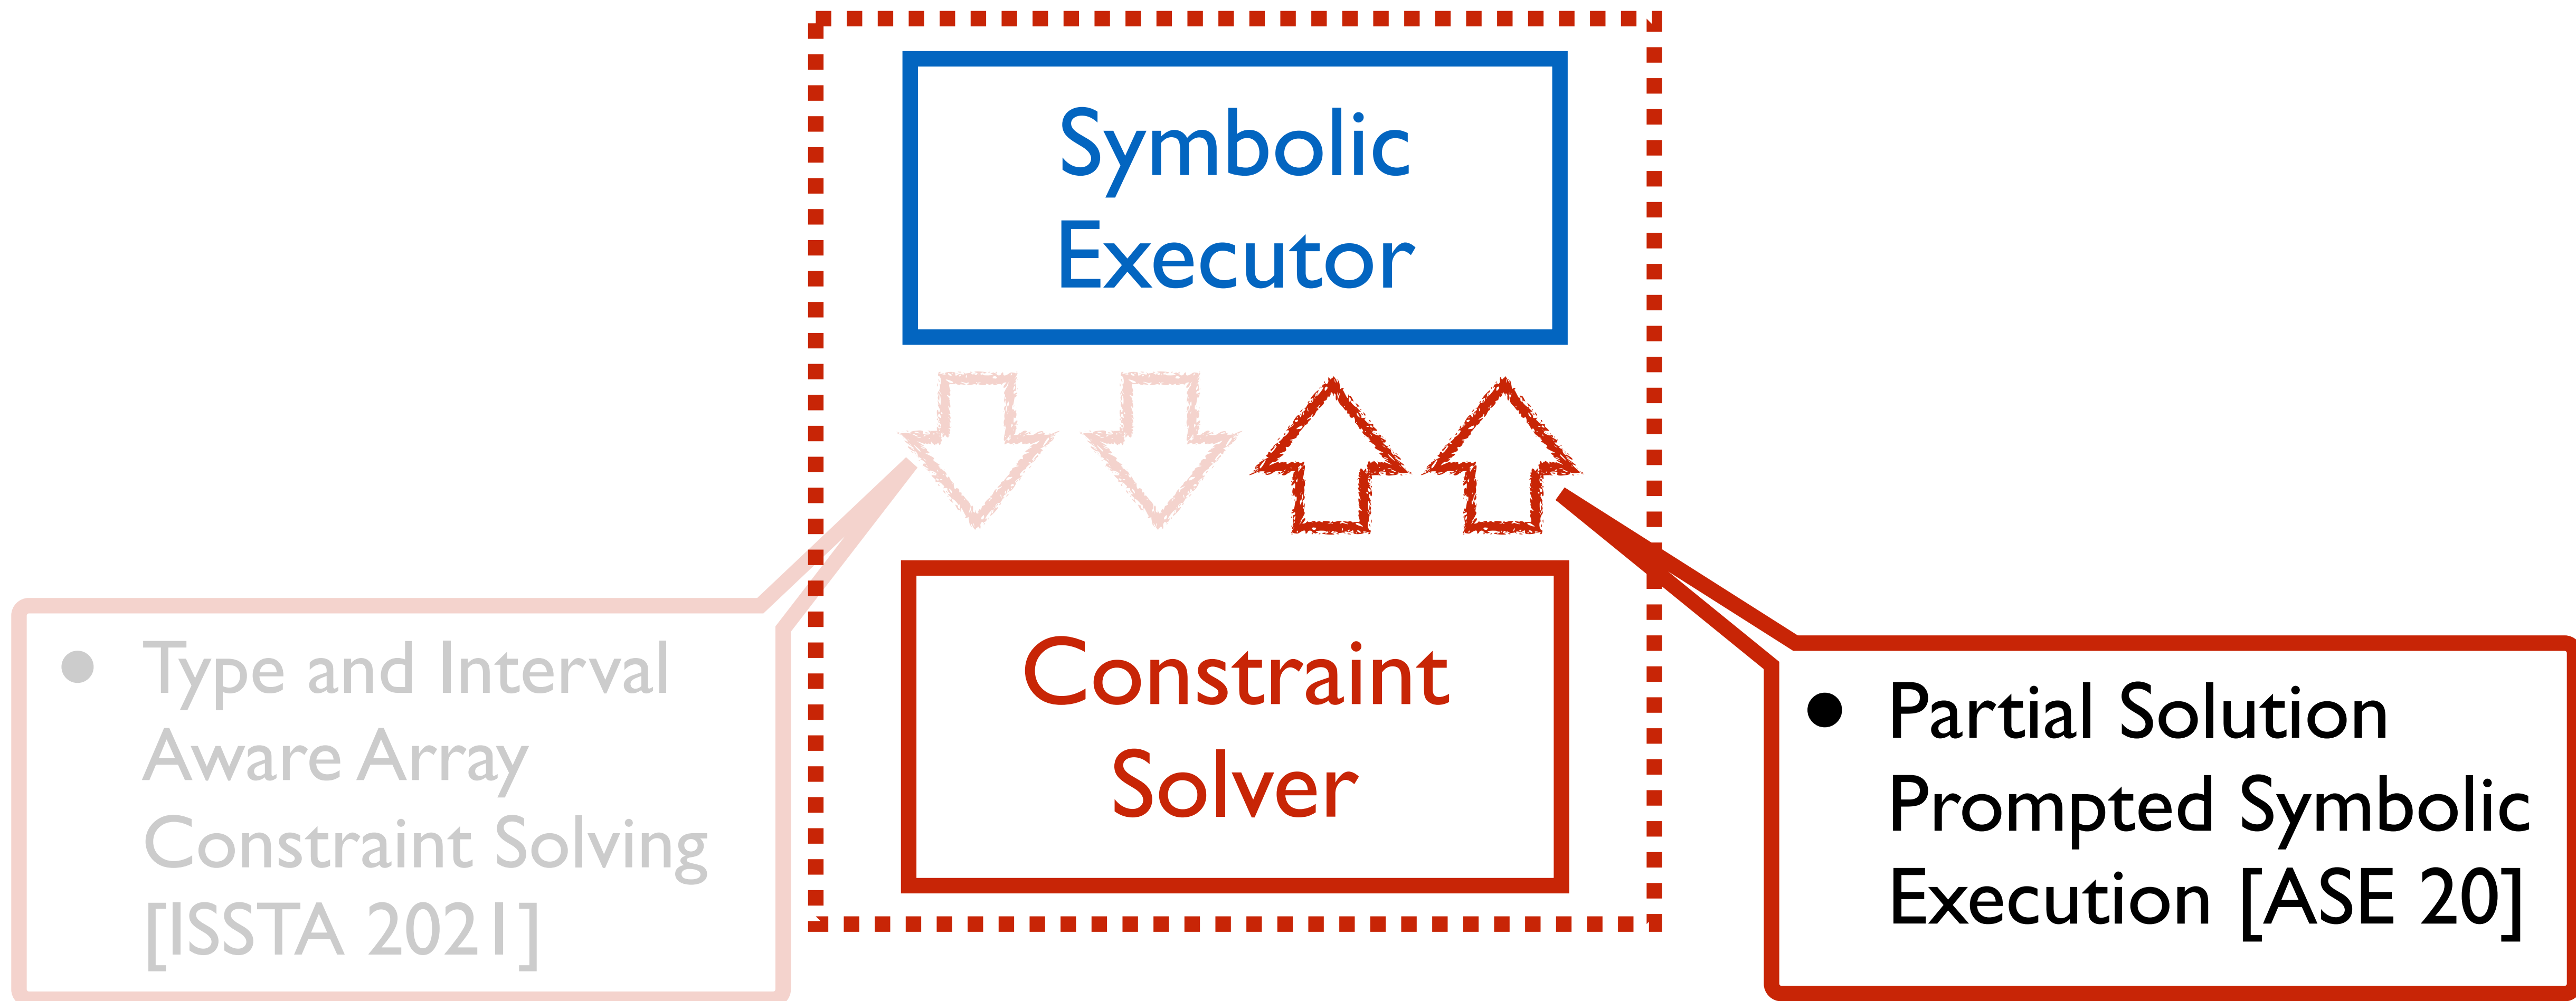 Symbolic
Executor
Constraint
Solver
• Type and Interval
Aware Array
Constraint Solving
[ISSTA 2021]
• Partial Solution
Prompted Symbolic
Execution [ASE 20]